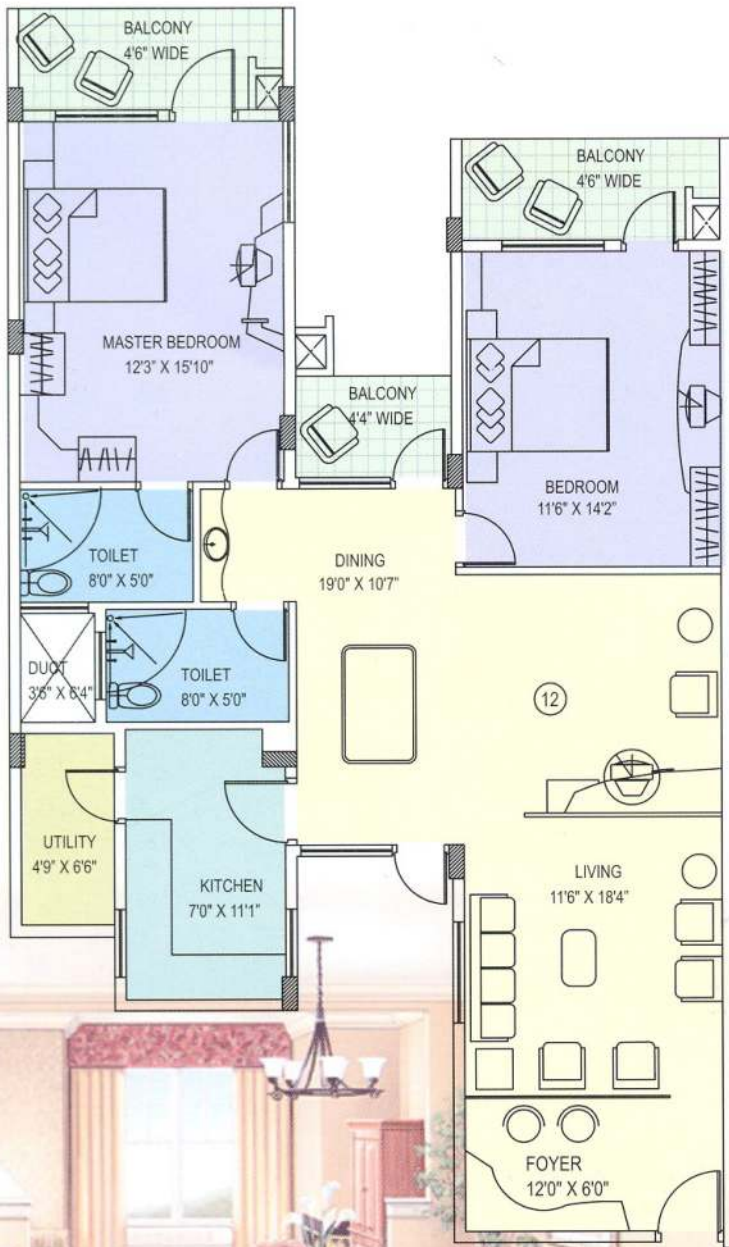 BALCONY
4'6" WIDE
BALCONY
4'6" WIDE
MASTER BEDROOM
12'3" X 15'10"
BALCONY
4'4" WIDE
BEDROOM
11'6" X 14'2"
TOILET
8'0" X 5'0"
DINING
19'0" X 10'7"
DUCT
3'6" X 6'4"
TOILET
8'0" X 5'0"
12
UTILITY
4'9" X 6'6"
KITCHEN
7'0" X 11'1"
LIVING
11'6" X 18'4"
FOYER
12'0" X 6'0"